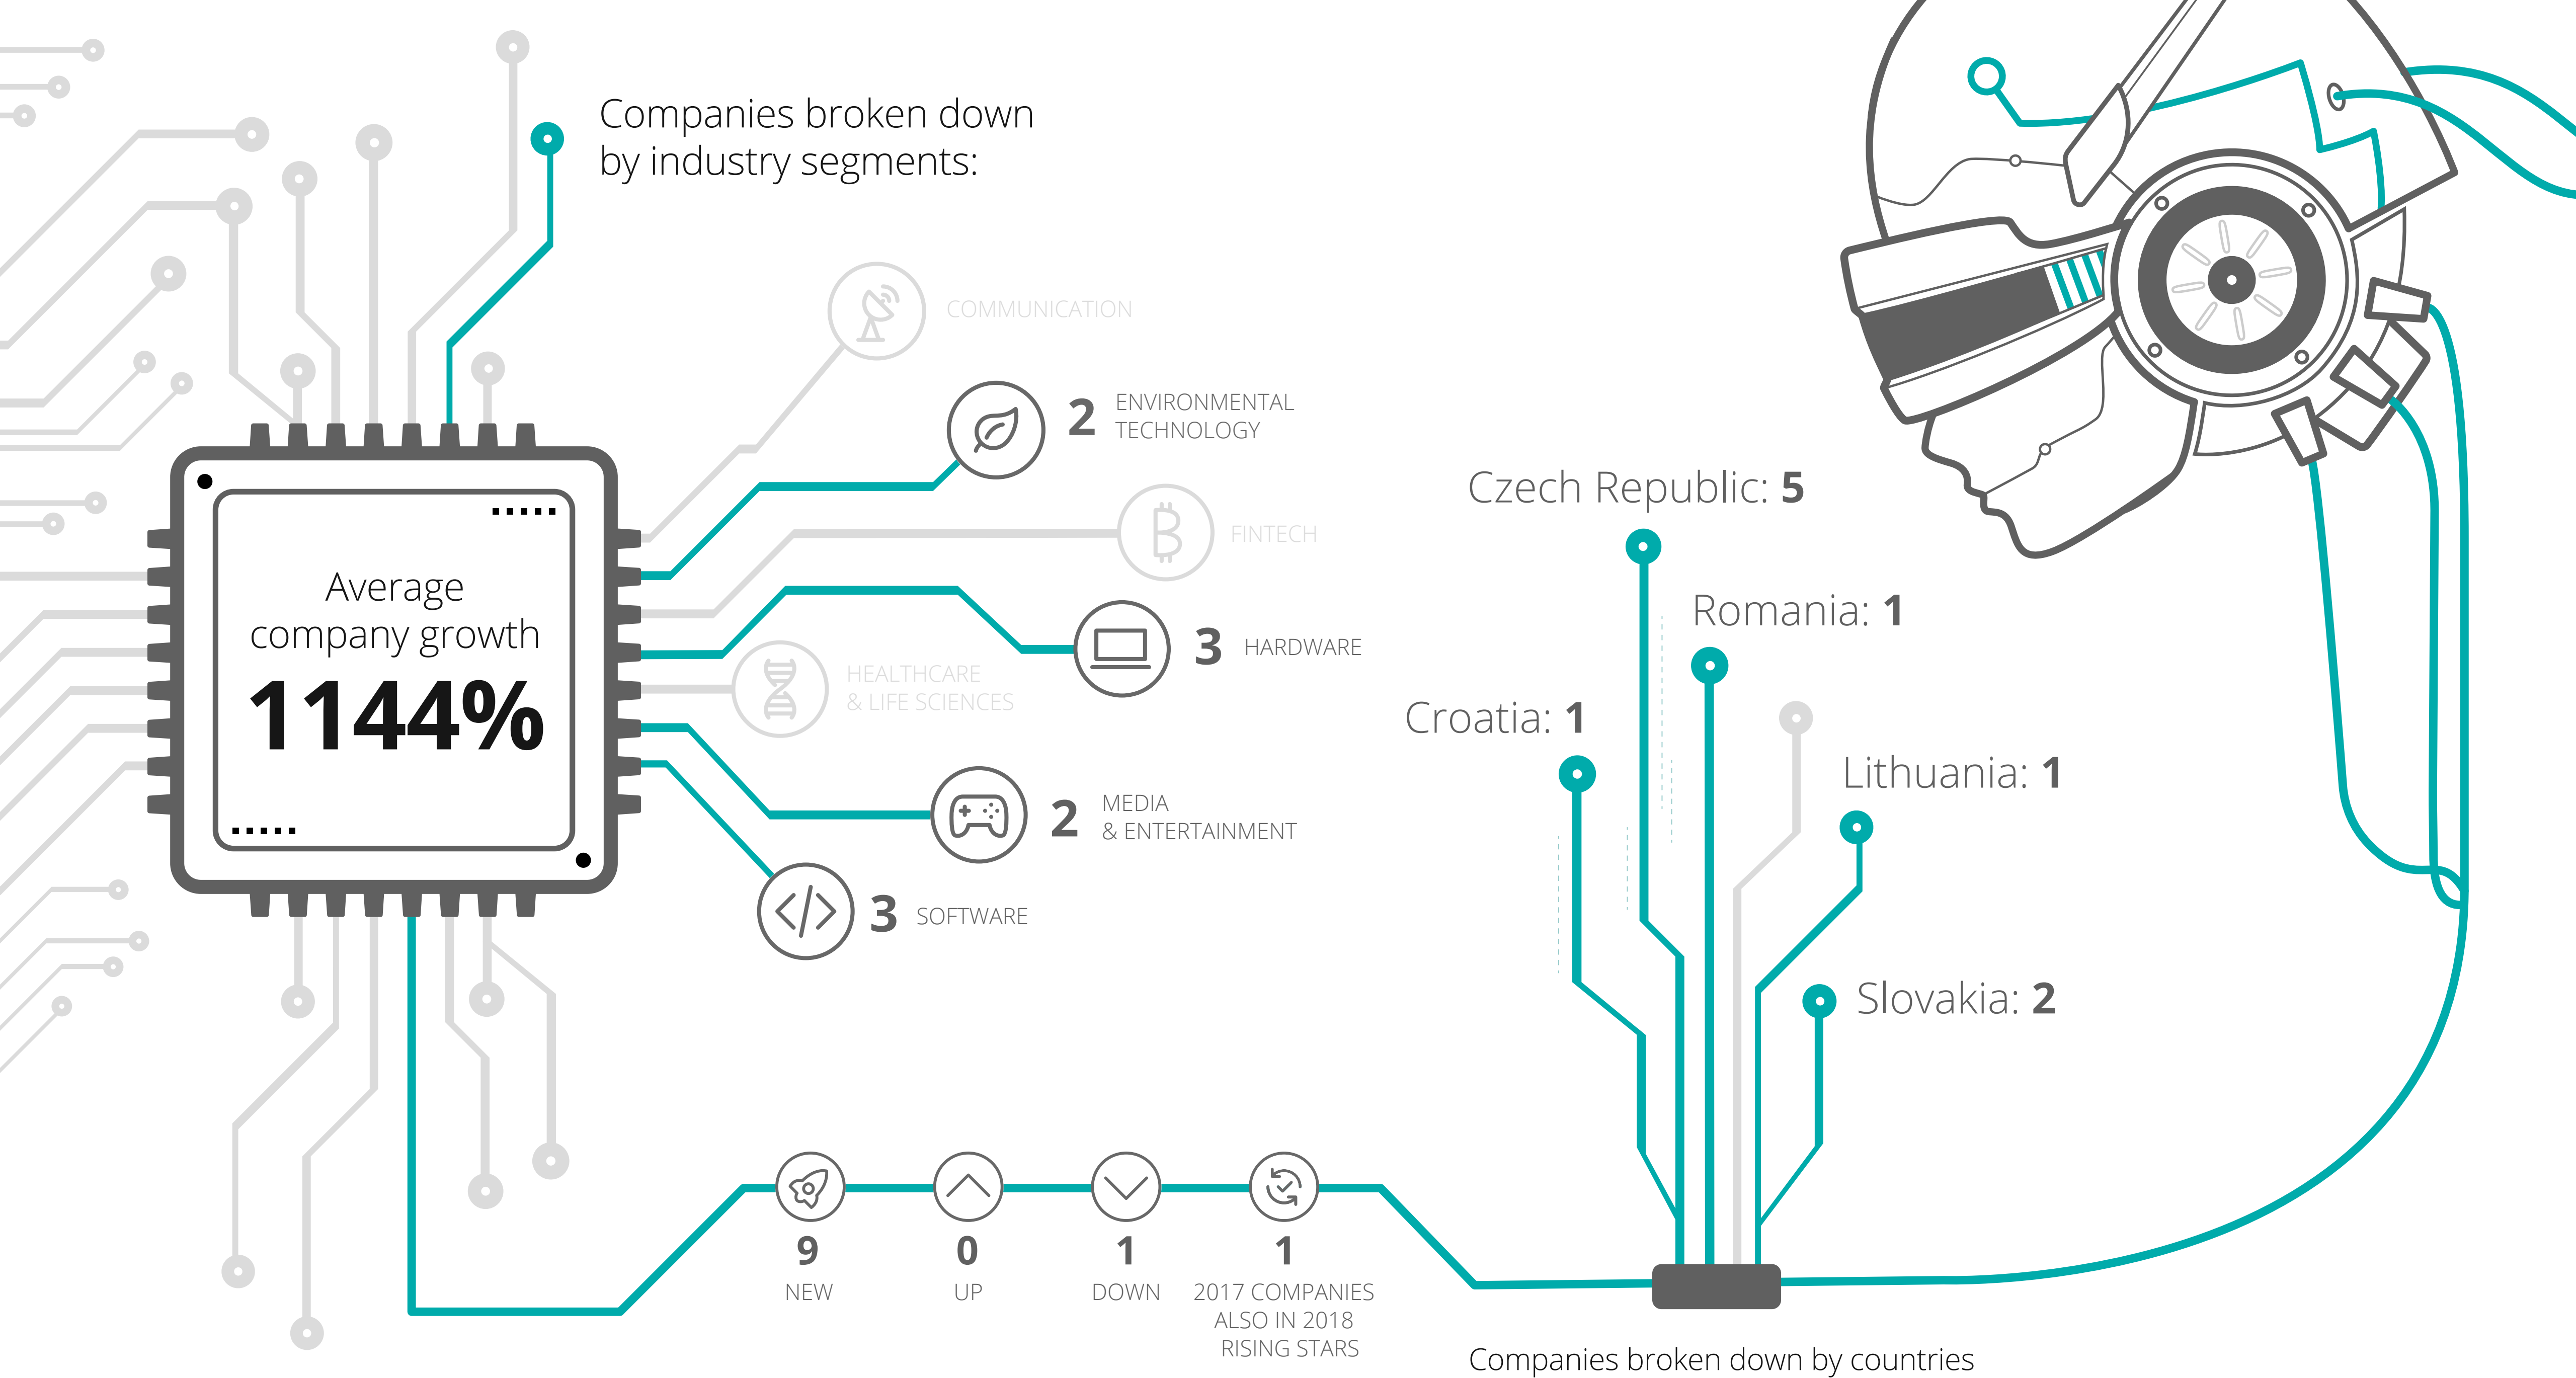 Companies broken down
by industry segments:
COMMUNICATION
2 ENVIRONMENTAL
TECHNOLOGY
FINTECH
3 HARDWARE
HEALTHCARE
& LIFE SCIENCES
2 MEDIA
& ENTERTAINMENT
3 SOFTWARE
Average
company growth
1144%
Czech Republic: 5
Romania: 1
Croatia: 1
Lithuania: 1
Slovakia: 2
9
NEW
0
UP
1
DOWN
1
2017 COMPANIES
ALSO IN 2018
RISING STARS
Companies broken down by countries